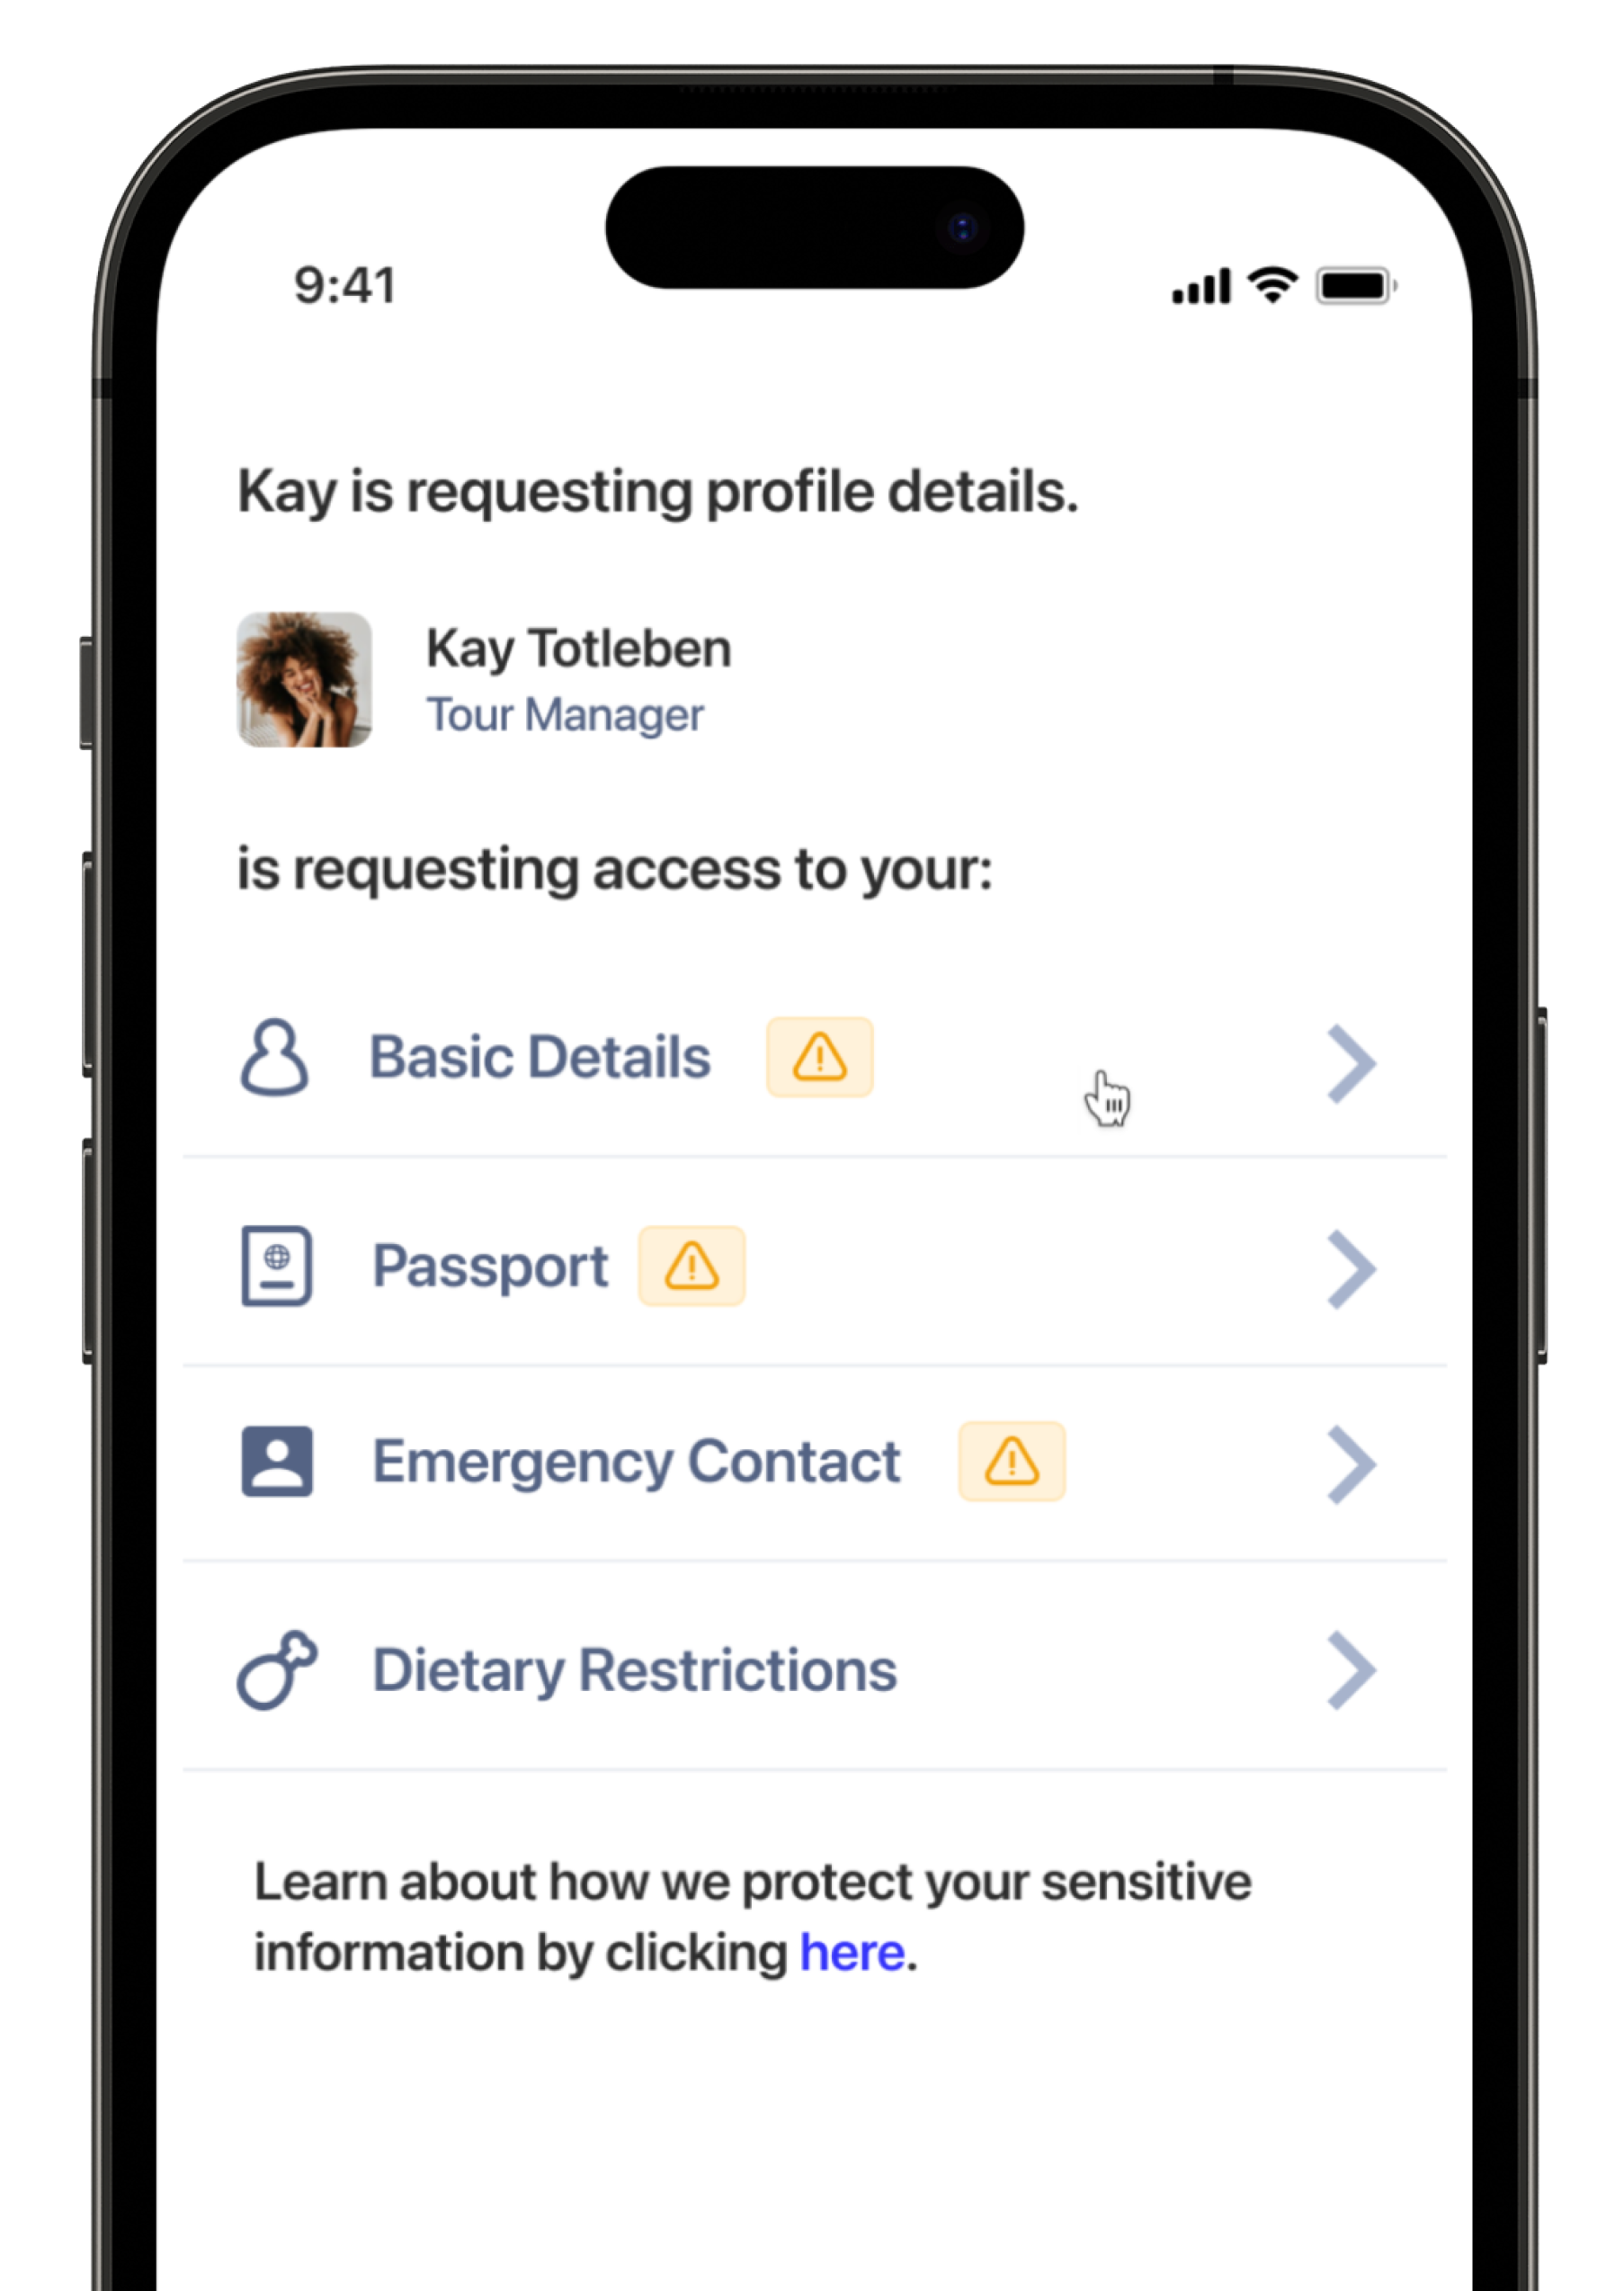 9:41
Kay is requesting profile details.
Kay Totleben
Tour Manager
is requesting access to your:
Basic Details
Passport
Emergency Contact
Dietary Restrictions
Learn about how we protect your sensitive
information by clicking here.